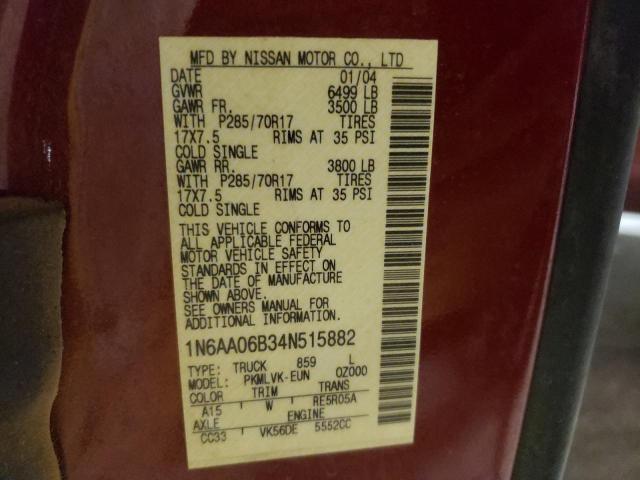 MFD BY NISSAN MOTOR CO., LTD
DATE 01/04
GVWR 6499 LB
GAWR FR. 3500 LB
WITH P285/70R17 TIRES
17X7.5 RIMS AT 35 PSI
COLD SINGLE
GAWR RR. 3800 LB
WITH P285/70R17 TIRES
17X7.5 RIMS AT 35 PSI
COLD SINGLE
THIS VEHICLE CONFORMS TO
ALL APPLICABLE FEDERAL
MOTOR VEHICLE SAFETY
STANDARDS IN EFFECT ON
THE DATE OF MANUFACTURE
SHOWN ABOVE.
SEE OWNERS MANUAL FOR
ADDITIONAL INFORMATION
1N6AA06B34N515882
TYPE: TRUCK 859 L
MODEL: PKMLVK-EUN 0Z000
COLOR TRIM TRANS
A15 W RE5R05A
AXLE ENGINE
CC33 VK56DE 5552CC